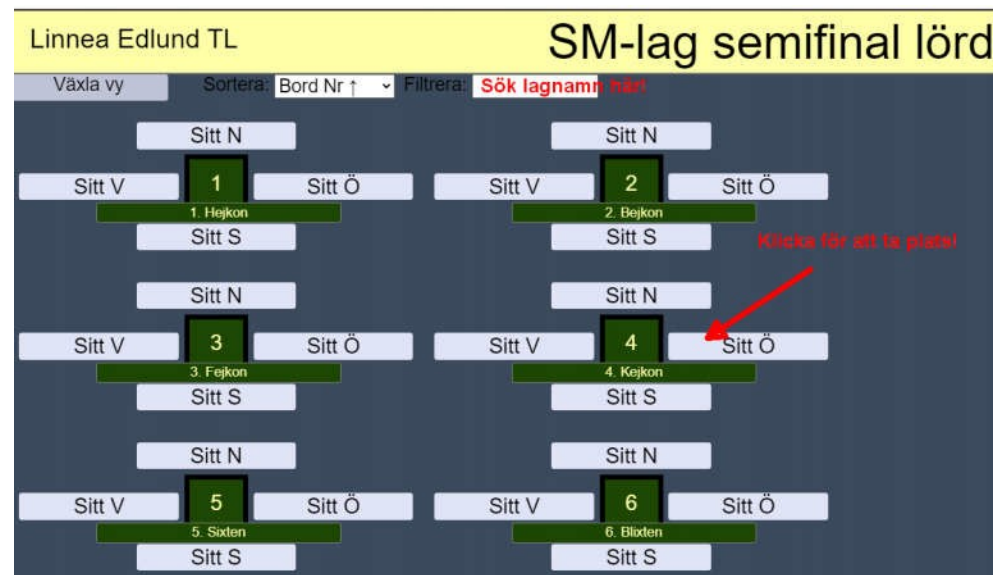 Linnea Edlund TL
SM-lag semifinal lörd
Växla vy Sortera: Bord Nr ↑ Filtrera: Sök lagnamn här!
Sitt N Sitt N
Sitt V 1 Sitt Ö Sitt V 2 Sitt Ö
1. Hejkon 2. Bejkon
Sitt S Sitt S
Klicka för att ta plats!
Sitt N Sitt N
Sitt V 3 Sitt Ö Sitt V 4 Sitt Ö
3. Fejkon 4. Kejkon
Sitt S Sitt S
Sitt N Sitt N
Sitt V 5 Sitt Ö Sitt V 6 Sitt Ö
5. Sixten 6. Blixten
Sitt S Sitt S